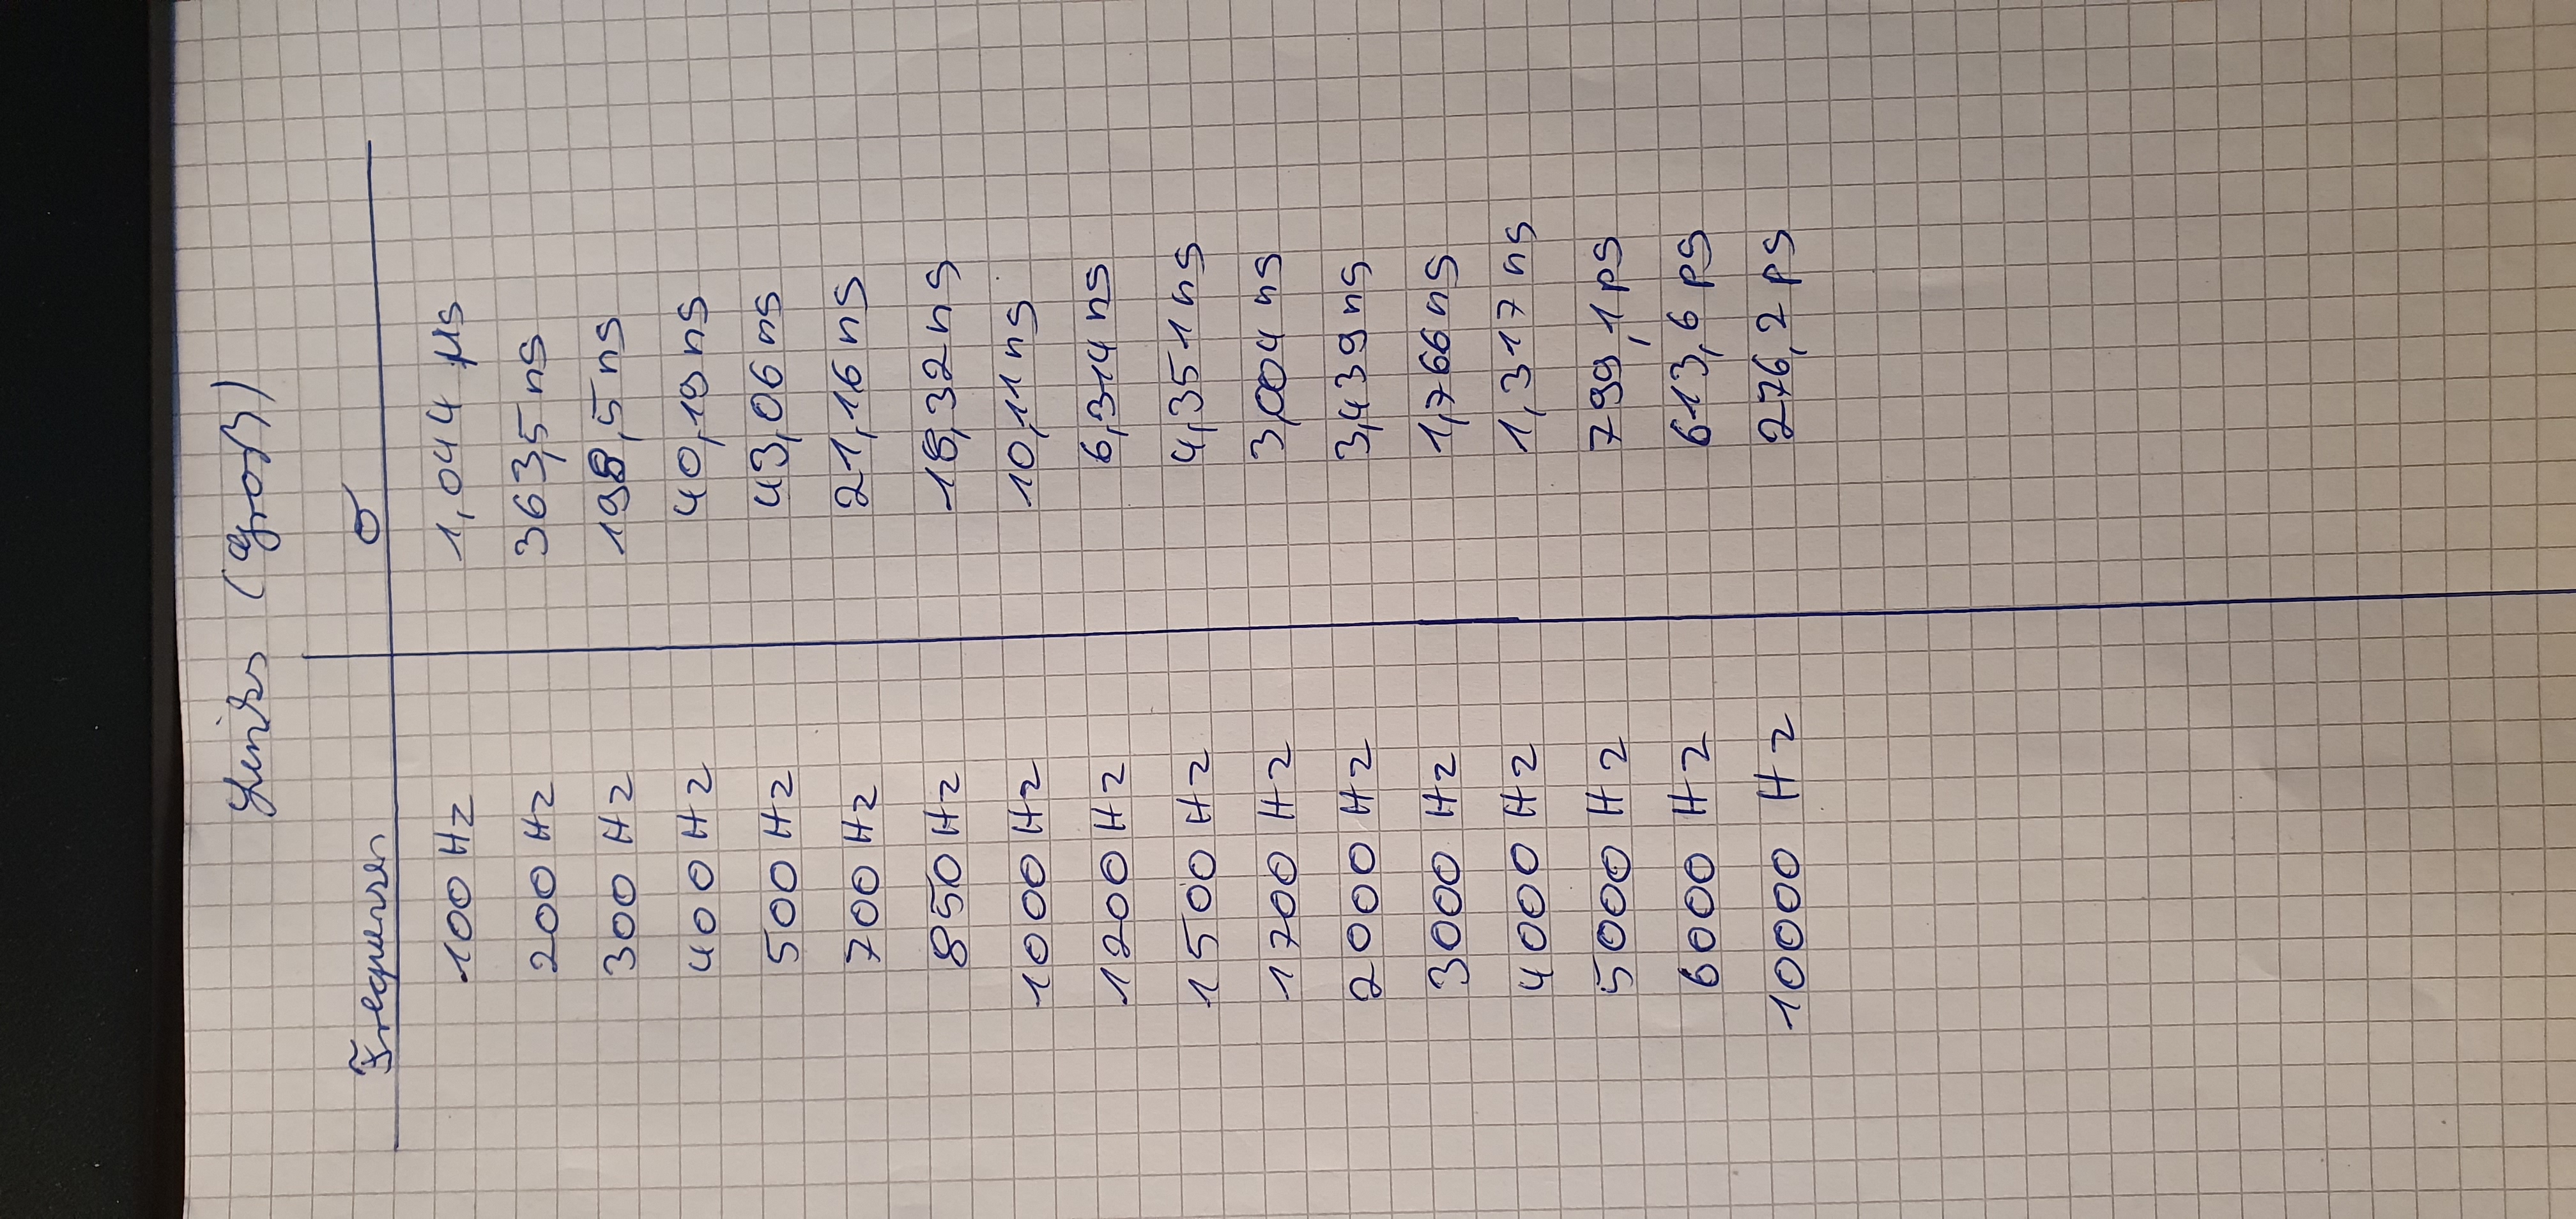 Links (Groß)
Frequenzen σ
100 Hz 1,044 µs
200 Hz 363,5 ns
300 Hz 198,5 ns
400 Hz 40,19 ns
500 Hz 43,06 ns
700 Hz 21,16 ns
850 Hz 18,32 ns
1000 Hz 10,11 ns
1200 Hz 6,314 ns
1500 Hz 4,351 ns
1700 Hz 3,004 ns
2000 Hz 3,439 ns
3000 Hz 1,766 ns
4000 Hz 1,317 ns
5000 Hz 799,1 ps
6000 Hz 613,6 ps
10000 Hz 276,2 ps